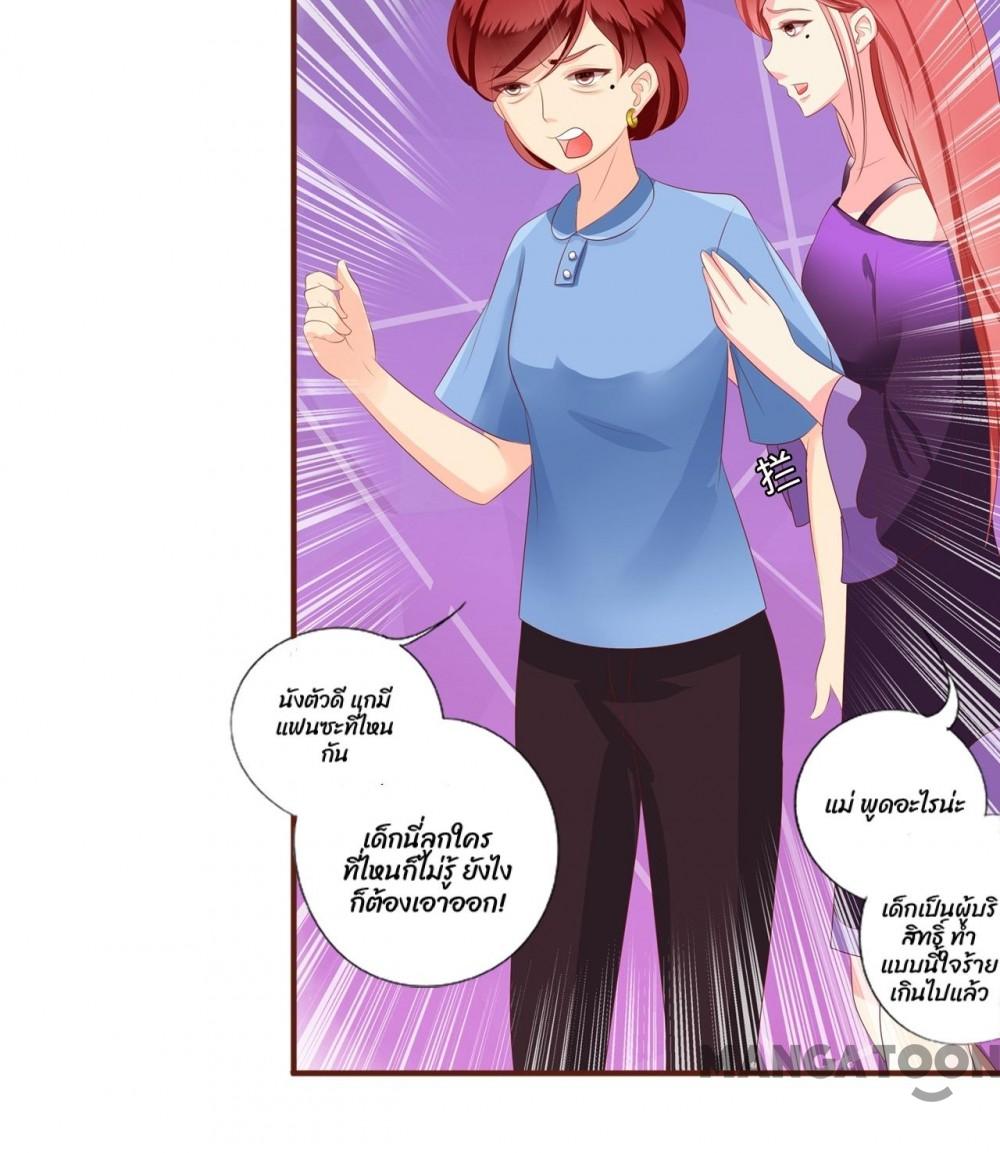 拦
นังตัวดี แกมี
แฟนซะที่ไหน
กัน
เด็กนี่ลูกใคร
ที่ไหนก็ไม่รู้ ยังไง
ก็ต้องเอาออก!
แม่ พูดอะไรน่ะ
เด็กเป็นผู้บริ
สิทธิ์ ทำ
แบบนี้ใจร้าย
เกินไปแล้ว
MANGATOON